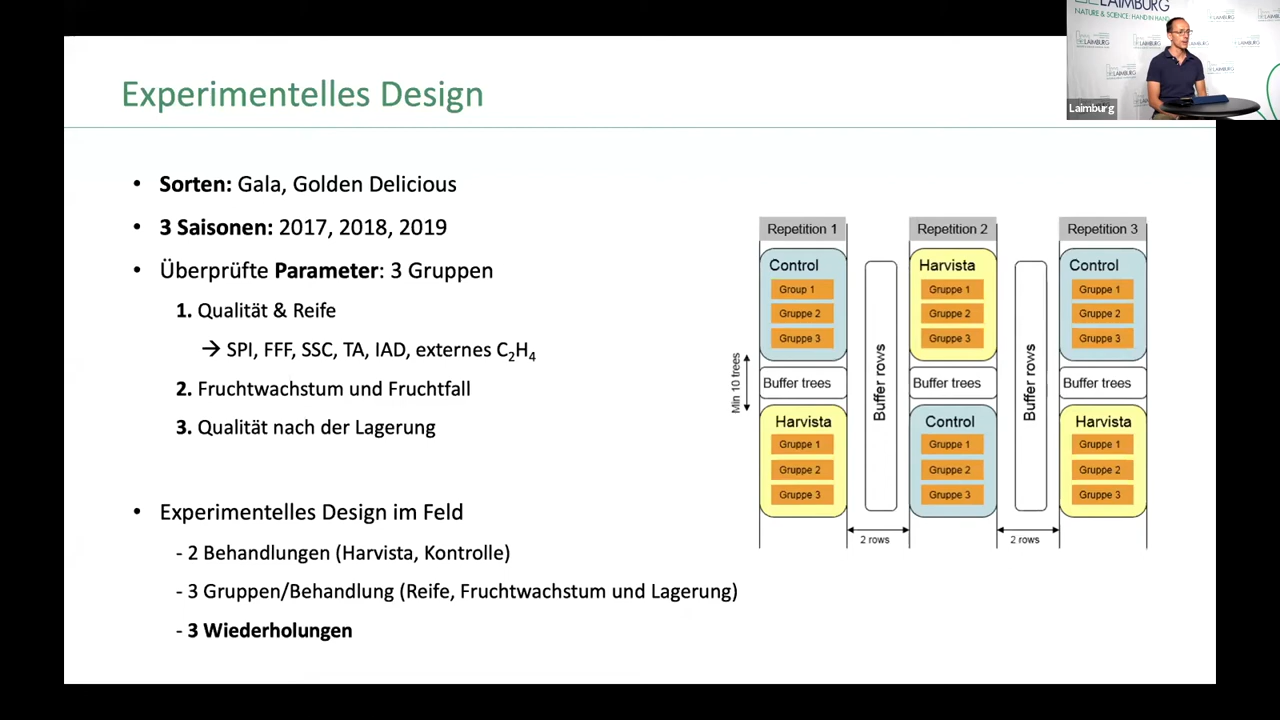 Experimentelles Design
• Sorten: Gala, Golden Delicious
• 3 Saisonen: 2017, 2018, 2019
• Überprüfte Parameter: 3 Gruppen
1. Qualität & Reife
→ SPI, FFF, SSC, TA, IAD, externes C₂H₄
2. Fruchtwachstum und Fruchtfall
3. Qualität nach der Lagerung
• Experimentelles Design im Feld
- 2 Behandlungen (Harvista, Kontrolle)
- 3 Gruppen/Behandlung (Reife, Fruchtwachstum und Lagerung)
- 3 Wiederholungen
Repetition 1
Control
Group 1
Gruppe 2
Gruppe 3
Min 10 trees
Buffer trees
Harvista
Gruppe 1
Gruppe 2
Gruppe 3
Buffer rows
2 rows
Repetition 2
Harvista
Gruppe 1
Gruppe 2
Gruppe 3
Buffer trees
Control
Gruppe 1
Gruppe 2
Gruppe 3
Buffer rows
2 rows
Repetition 3
Control
Gruppe 1
Gruppe 2
Gruppe 3
Buffer trees
Harvista
Gruppe 1
Gruppe 2
Gruppe 3
LAIMBURG
NATURE & SCIENCE: HAND IN HAND
LAIMBURG
LAIMBURG
LAIMBURG
LAIMBURG
Laimburg